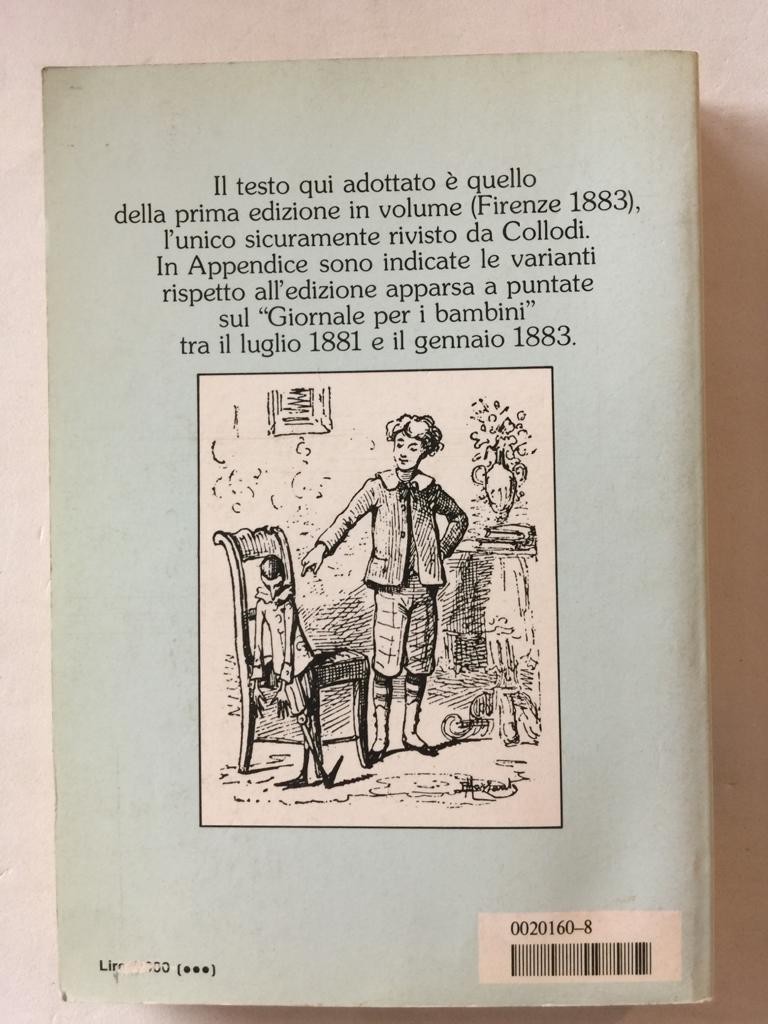 Il testo qui adottato è quello
della prima edizione in volume (Firenze 1883),
l'unico sicuramente rivisto da Collodi.
In Appendice sono indicate le varianti
rispetto all'edizione apparsa a puntate
sul “Giornale per i bambini”
tra il luglio 1881 e il gennaio 1883.
0020160–8
(●●●)